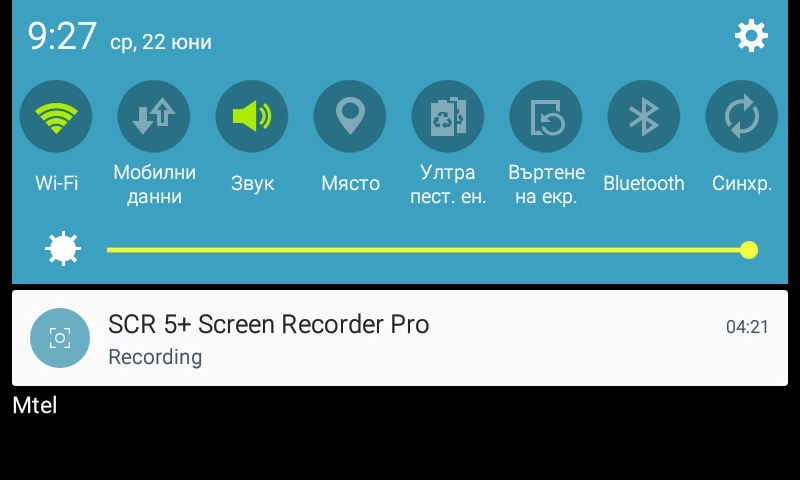 9:27 ср, 22 юни
Wi-Fi
Мобилни
данни
Звук
Място
Ултра
пест. ен.
Въртене
на екр.
Bluetooth
Синхр.
SCR 5+ Screen Recorder Pro
04:21
Recording
Mtel